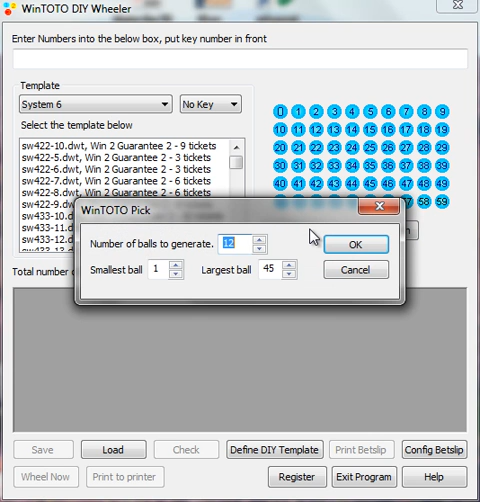 WinTOTO DIY Wheeler
Enter Numbers into the below box, put key number in front
Template
System 6
No Key
Select the template below
sw422-10.dwt, Win 2 Guarantee 2 - 9 tickets
sw422-5.dwt, Win 2 Guarantee 2 - 3 tickets
sw422-6.dwt, Win 2 Guarantee 2 - 3 tickets
sw422-7.dwt, Win 2 Guarantee 2 - 6 tickets
sw422-8.dwt, Win 2 Guarantee 2 - 6 tickets
sw422-9.dwt
sw433-10.d
sw433-11.d
sw433-12.d
0 1 2 3 4 5 6 7 8 9
10 11 12 13 14 15 16 17 18 19
20 21 22 23 24 25 26 27 28 29
30 31 32 33 34 35 36 37 38 39
40 41 42 43 44 45 46 47 48 49
58 59
WinTOTO Pick
Number of balls to generate. 12
OK
Smallest ball 1 Largest ball 45
Cancel
Total number
Save Load Check Define DIY Template Print Betslip Config Betslip
Wheel Now Print to printer Register Exit Program Help